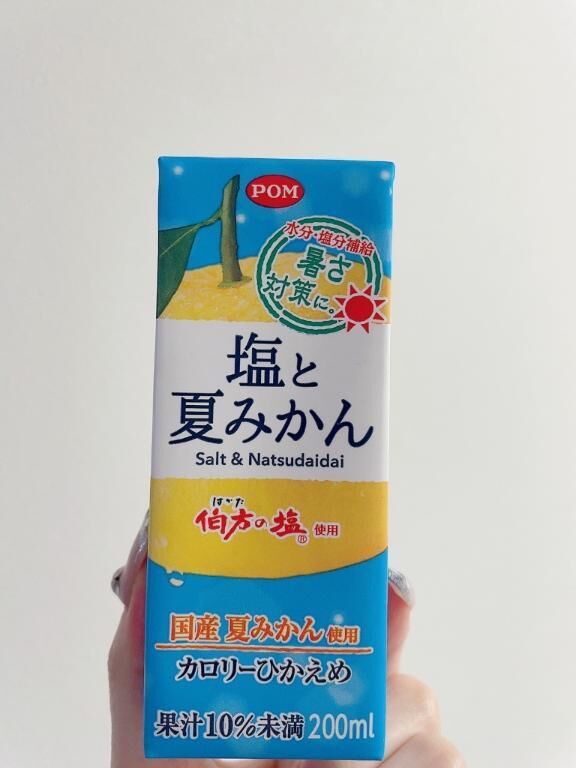 POM
水分・塩分補給
暑さ
対策に。
塩と
夏みかん
Salt & Natsudaidai
はかた
伯方の塩® 使用
国産 夏みかん 使用
カロリーひかえめ
果汁10%未満 200ml